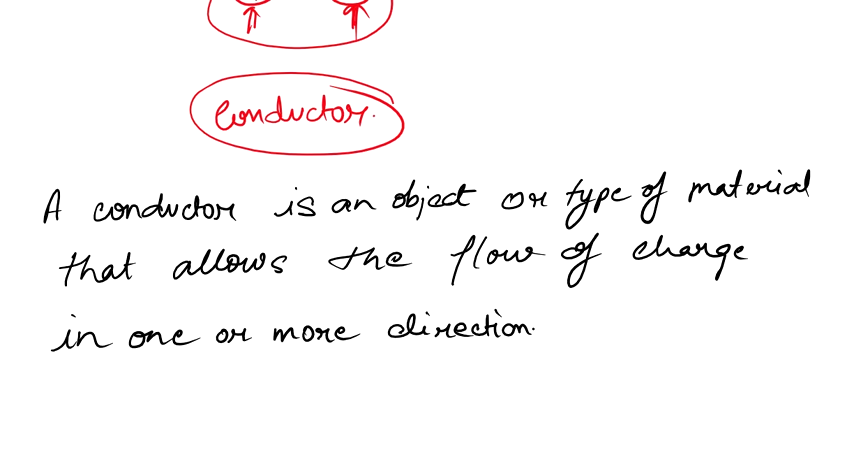 Conductor.
A conductor is an object or type of material
that allows the flow of charge
in one or more direction.